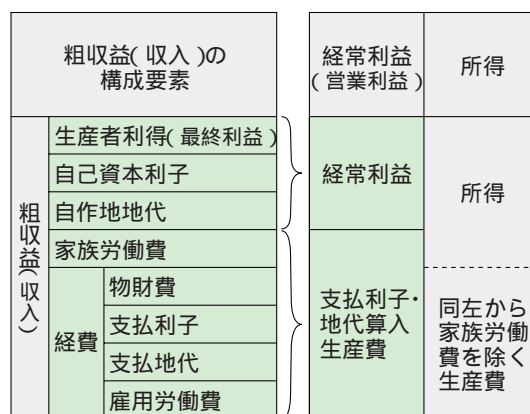 粗収益(収入)の
構成要素
経常利益
(営業利益)
所得
粗収益(収入)
生産者利得(最終利益)
自己資本利子
自作地地代
家族労働費
経費
物財費
支払利子
支払地代
雇用労働費
経常利益
支払利子・
地代算入
生産費
所得
同左から
家族労働
費を除く
生産費